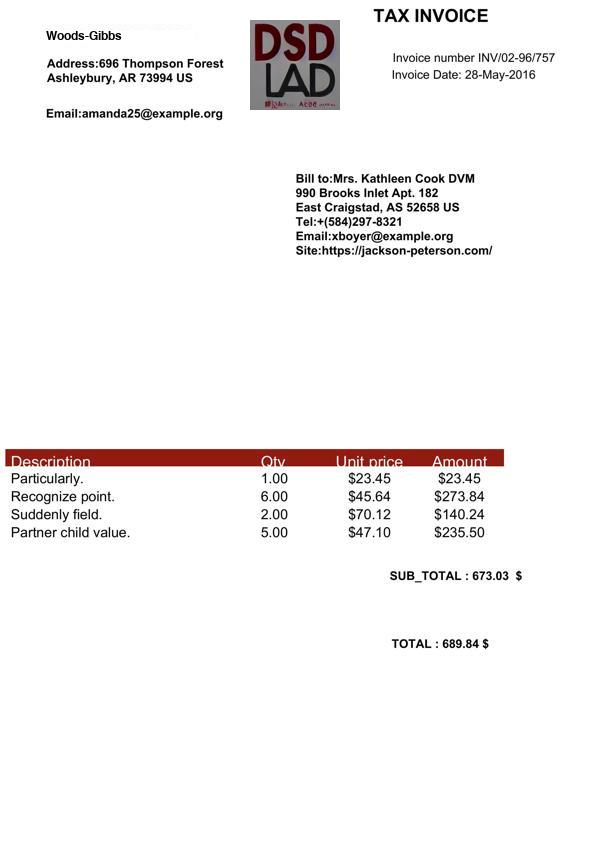 TAX INVOICE
Woods-Gibbs
Address:696 Thompson Forest
Ashleybury, AR 73994 US
Email:amanda25@example.org
DSD
LAD
Invoice number INV/02-96/757
Invoice Date: 28-May-2016
Bill to:Mrs. Kathleen Cook DVM
990 Brooks Inlet Apt. 182
East Craigstad, AS 52658 US
Tel:+(584)297-8321
Email:xboyer@example.org
Site:https://jackson-peterson.com/
Description Qty Unit price Amount
Particularly. 1.00 $23.45 $23.45
Recognize point. 6.00 $45.64 $273.84
Suddenly field. 2.00 $70.12 $140.24
Partner child value. 5.00 $47.10 $235.50
SUB_TOTAL : 673.03 $
TOTAL : 689.84 $